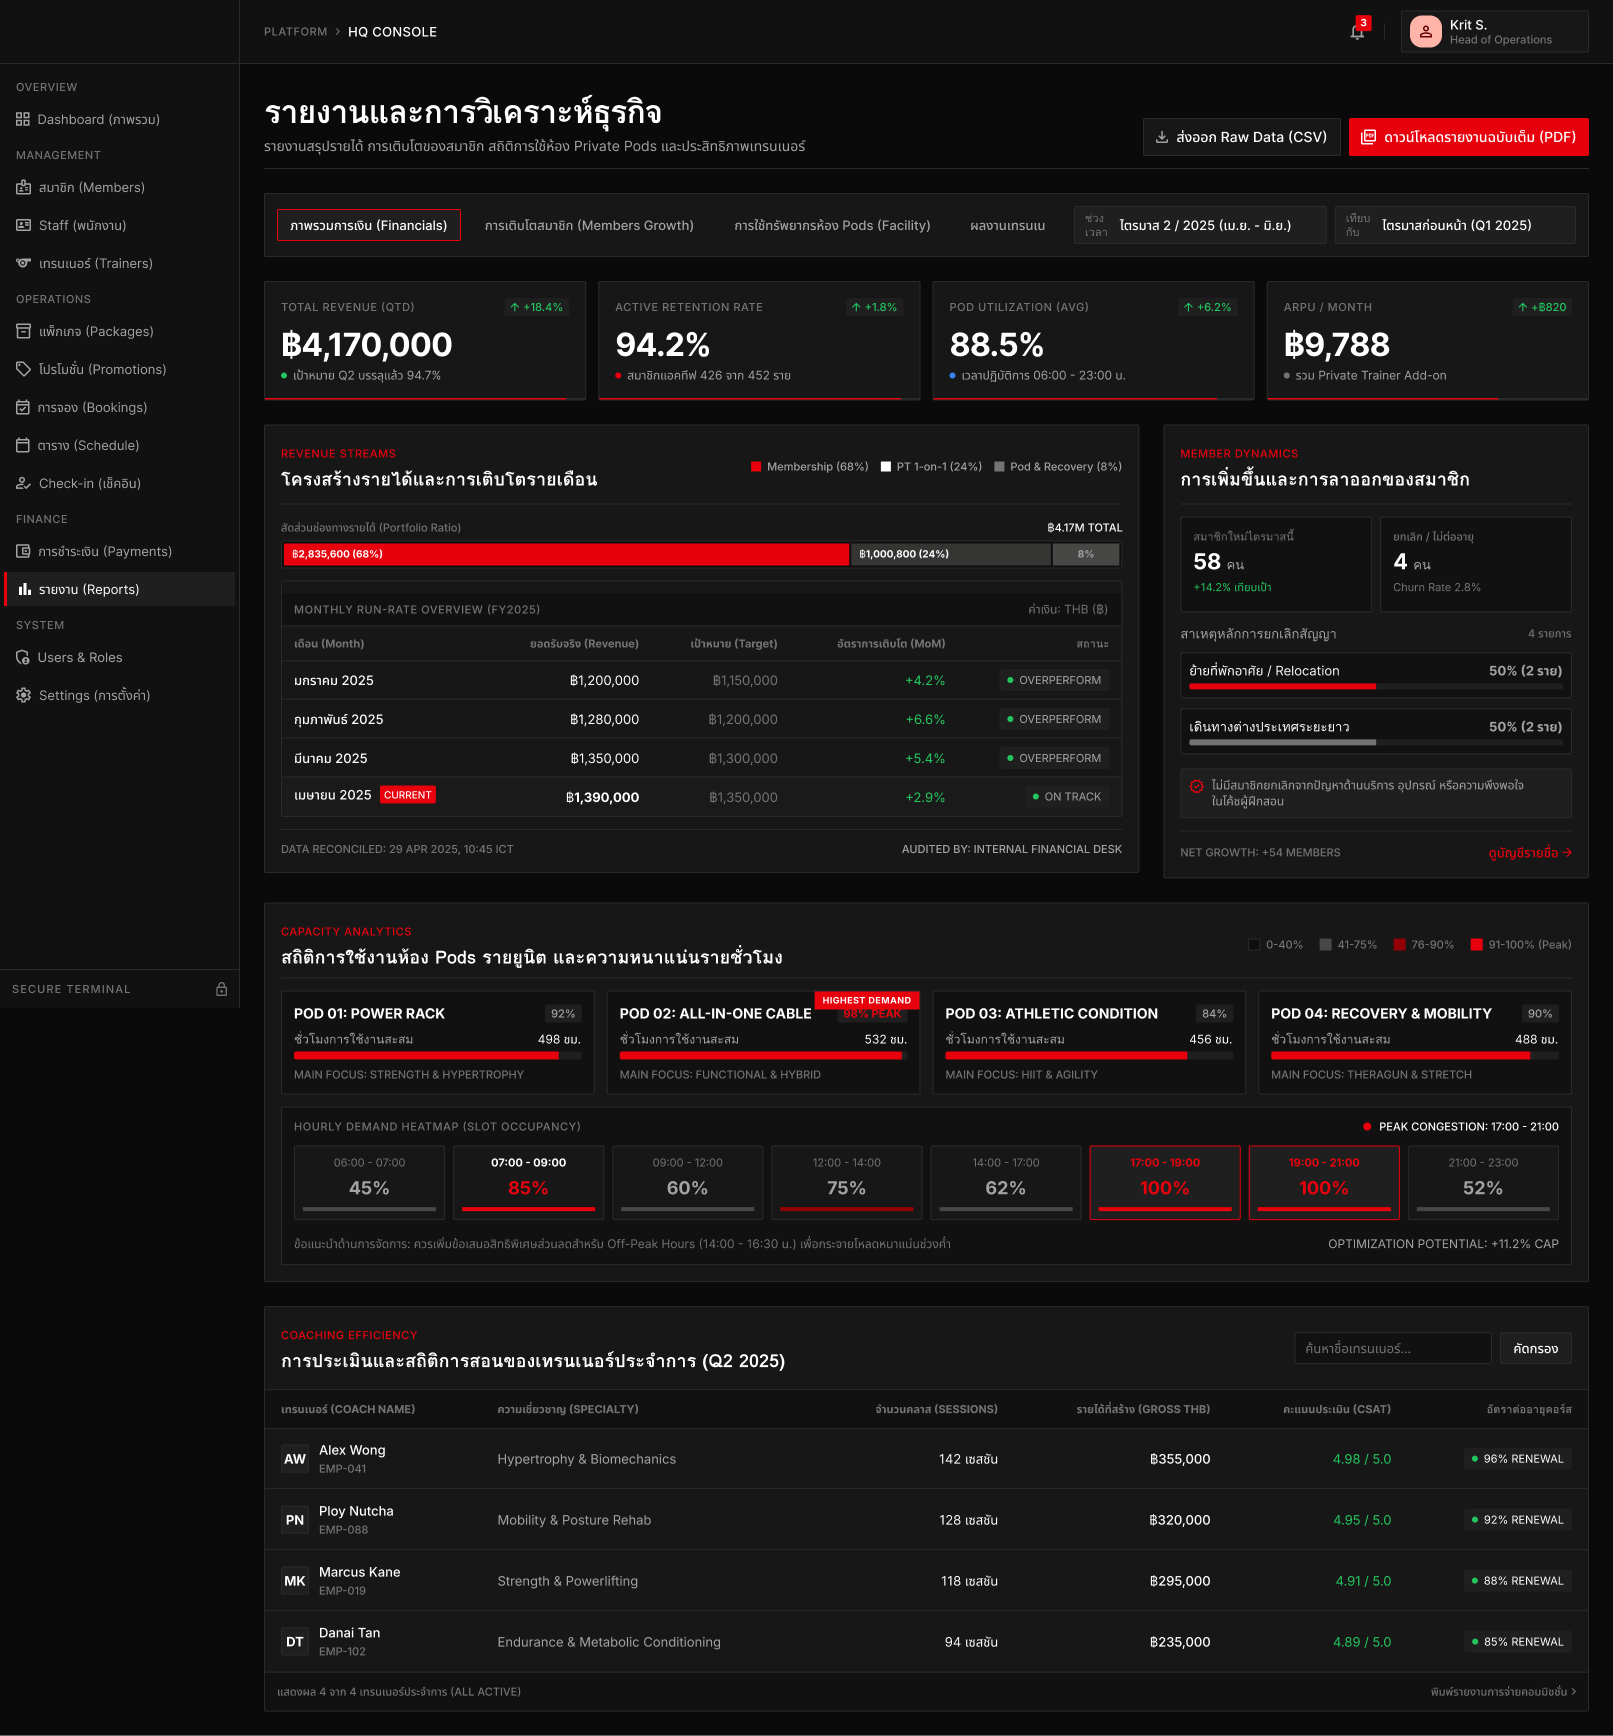 PLATFORM > HQ CONSOLE
3
Krit S.
Head of Operations
OVERVIEW
Dashboard (ภาพรวม)
MANAGEMENT
สมาชิก (Members)
Staff (พนักงาน)
เทรนเนอร์ (Trainers)
OPERATIONS
แพ็กเกจ (Packages)
โปรโมชั่น (Promotions)
การจอง (Bookings)
ตาราง (Schedule)
Check-in (เช็คอิน)
FINANCE
การชำระเงิน (Payments)
รายงาน (Reports)
SYSTEM
Users & Roles
Settings (การตั้งค่า)
SECURE TERMINAL
รายงานและการวิเคราะห์ธุรกิจ
รายงานสรุปรายได้ การเติบโตของสมาชิก สถิติการใช้ห้อง Private Pods และประสิทธิภาพเทรนเนอร์
ส่งออก Raw Data (CSV)
ดาวน์โหลดรายงานฉบับเต็ม (PDF)
ภาพรวมการเงิน (Financials)
การเติบโตสมาชิก (Members Growth)
การใช้ทรัพยากรห้อง Pods (Facility)
ผลงานเทรนเน
ช่วงเวลา
ไตรมาส 2 / 2025 (เม.ย. - มิ.ย.)
เทียบกับ
ไตรมาสก่อนหน้า (Q1 2025)
TOTAL REVENUE (QTD)
↑ +18.4%
฿4,170,000
เป้าหมาย Q2 บรรลุแล้ว 94.7%
ACTIVE RETENTION RATE
↑ +1.8%
94.2%
สมาชิกแอคทีฟ 426 จาก 452 ราย
POD UTILIZATION (AVG)
↑ +6.2%
88.5%
เวลาปฏิบัติการ 06:00 - 23:00 น.
ARPU / MONTH
↑ +฿820
฿9,788
รวม Private Trainer Add-on
REVENUE STREAMS
โครงสร้างรายได้และการเติบโตรายเดือน
Membership (68%)
PT 1-on-1 (24%)
Pod & Recovery (8%)
สัดส่วนช่องทางรายได้ (Portfolio Ratio)
฿4.17M TOTAL
฿2,835,600 (68%)
฿1,000,800 (24%)
8%
MONTHLY RUN-RATE OVERVIEW (FY2025)
ค่าเงิน: THB (฿)
เดือน (Month) ยอดรับจริง (Revenue) เป้าหมาย (Target) อัตราการเติบโต (MoM) สถานะ
มกราคม 2025 ฿1,200,000 ฿1,150,000 +4.2% OVERPERFORM
กุมภาพันธ์ 2025 ฿1,280,000 ฿1,200,000 +6.6% OVERPERFORM
มีนาคม 2025 ฿1,350,000 ฿1,300,000 +5.4% OVERPERFORM
เมษายน 2025 CURRENT ฿1,390,000 ฿1,350,000 +2.9% ON TRACK
DATA RECONCILED: 29 APR 2025, 10:45 ICT
AUDITED BY: INTERNAL FINANCIAL DESK
MEMBER DYNAMICS
การเพิ่มขึ้นและการลาออกของสมาชิก
สมาชิกใหม่ไตรมาสนี้
58 คน
+14.2% เทียบเป้า
ยกเลิก / ไม่ต่ออายุ
4 คน
Churn Rate 2.8%
สาเหตุหลักการยกเลิกสัญญา
4 รายการ
ย้ายที่พักอาศัย / Relocation
50% (2 ราย)
เดินทางต่างประเทศระยะยาว
50% (2 ราย)
ไม่มีสมาชิกยกเลิกจากปัญหาด้านบริการ อุปกรณ์ หรือความพึงพอใจ
ในโค้ชผู้ฝึกสอน
NET GROWTH: +54 MEMBERS
ดูบัญชีรายชื่อ →
CAPACITY ANALYTICS
สถิติการใช้งานห้อง Pods รายยูนิต และความหนาแน่นรายชั่วโมง
0-40%
41-75%
76-90%
91-100% (Peak)
POD 01: POWER RACK
92%
ชั่วโมงการใช้งานสะสม
498 ชม.
MAIN FOCUS: STRENGTH & HYPERTROPHY
HIGHEST DEMAND
POD 02: ALL-IN-ONE CABLE
98% PEAK
ชั่วโมงการใช้งานสะสม
532 ชม.
MAIN FOCUS: FUNCTIONAL & HYBRID
POD 03: ATHLETIC CONDITION
84%
ชั่วโมงการใช้งานสะสม
456 ชม.
MAIN FOCUS: HIIT & AGILITY
POD 04: RECOVERY & MOBILITY
90%
ชั่วโมงการใช้งานสะสม
488 ชม.
MAIN FOCUS: THERAGUN & STRETCH
HOURLY DEMAND HEATMAP (SLOT OCCUPANCY)
PEAK CONGESTION: 17:00 - 21:00
06:00 - 07:00
45%
07:00 - 09:00
85%
09:00 - 12:00
60%
12:00 - 14:00
75%
14:00 - 17:00
62%
17:00 - 19:00
100%
19:00 - 21:00
100%
21:00 - 23:00
52%
ข้อแนะนำด้านการจัดการ: ควรเพิ่มข้อเสนอสิทธิพิเศษส่วนลดสำหรับ Off-Peak Hours (14:00 - 16:30 น.) เพื่อกระจายโหลดหนาแน่นช่วงค่ำ
OPTIMIZATION POTENTIAL: +11.2% CAP
COACHING EFFICIENCY
การประเมินและสถิติการสอนของเทรนเนอร์ประจำการ (Q2 2025)
ค้นหาชื่อเทรนเนอร์...
คัดกรอง
เทรนเนอร์ (COACH NAME) ความเชี่ยวชาญ (SPECIALTY) จำนวนคลาส (SESSIONS) รายได้ที่สร้าง (GROSS THB) คะแนนประเมิน (CSAT) อัตราต่ออายุคอร์ส
AW Alex Wong
EMP-041
Hypertrophy & Biomechanics 142 เซสชัน ฿355,000 4.98 / 5.0 96% RENEWAL
PN Ploy Nutcha
EMP-088
Mobility & Posture Rehab 128 เซสชัน ฿320,000 4.95 / 5.0 92% RENEWAL
MK Marcus Kane
EMP-019
Strength & Powerlifting 118 เซสชัน ฿295,000 4.91 / 5.0 88% RENEWAL
DT Danai Tan
EMP-102
Endurance & Metabolic Conditioning 94 เซสชัน ฿235,000 4.89 / 5.0 85% RENEWAL
แสดงผล 4 จาก 4 เทรนเนอร์ประจำการ (ALL ACTIVE)
พิมพ์รายงานการจ่ายคอมมิชชั่น >